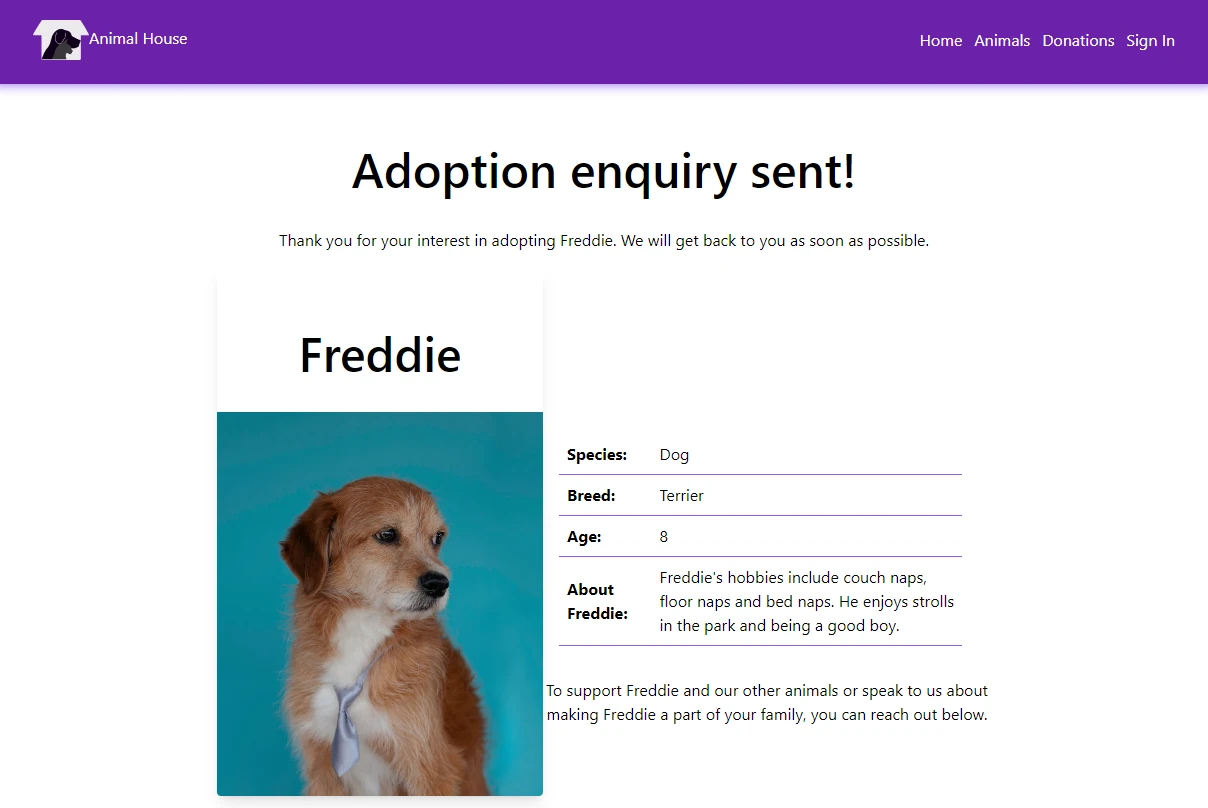 Animal House
Home Animals Donations Sign In
Adoption enquiry sent!
Thank you for your interest in adopting Freddie. We will get back to you as soon as possible.
Freddie
Species: Dog
Breed: Terrier
Age: 8
About Freddie:
Freddie's hobbies include couch naps,
floor naps and bed naps. He enjoys strolls
in the park and being a good boy.
To support Freddie and our other animals or speak to us about
making Freddie a part of your family, you can reach out below.